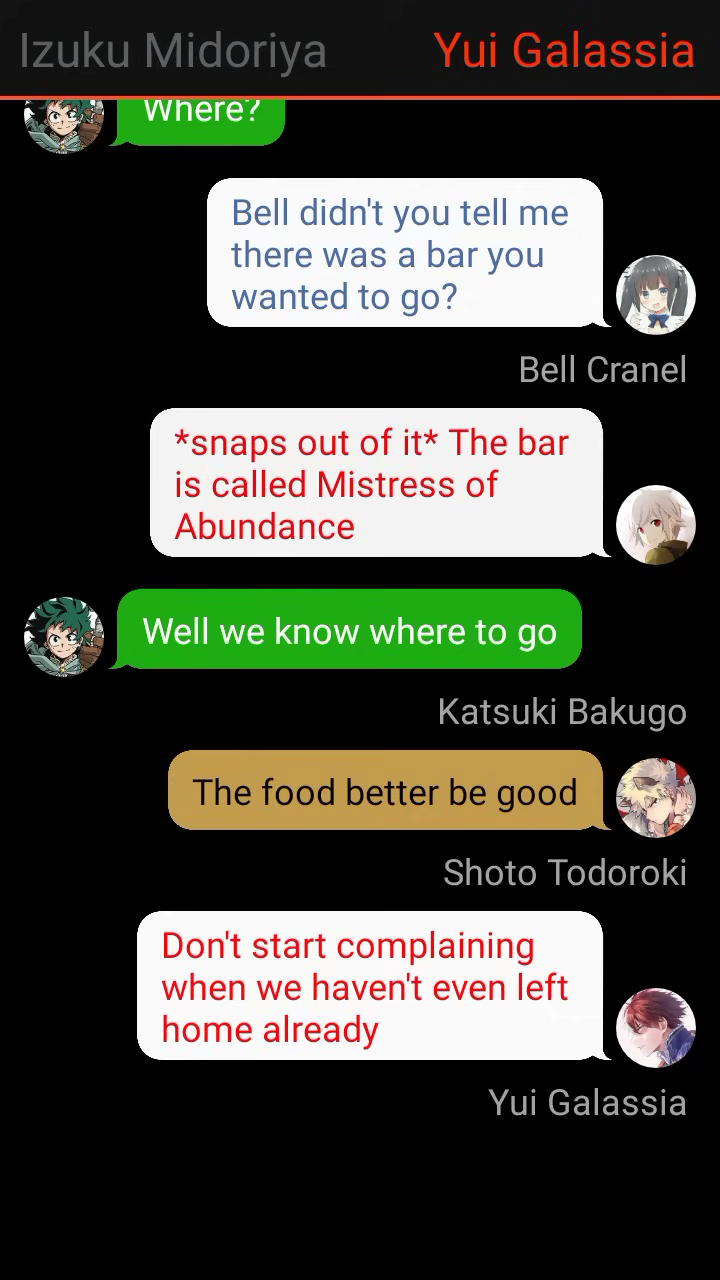 Izuku Midoriya
Yui Galassia
Where?
Bell didn't you tell me
there was a bar you
wanted to go?
Bell Cranel
*snaps out of it* The bar
is called Mistress of
Abundance
Well we know where to go
Katsuki Bakugo
The food better be good
Shoto Todoroki
Don't start complaining
when we haven't even left
home already
Yui Galassia